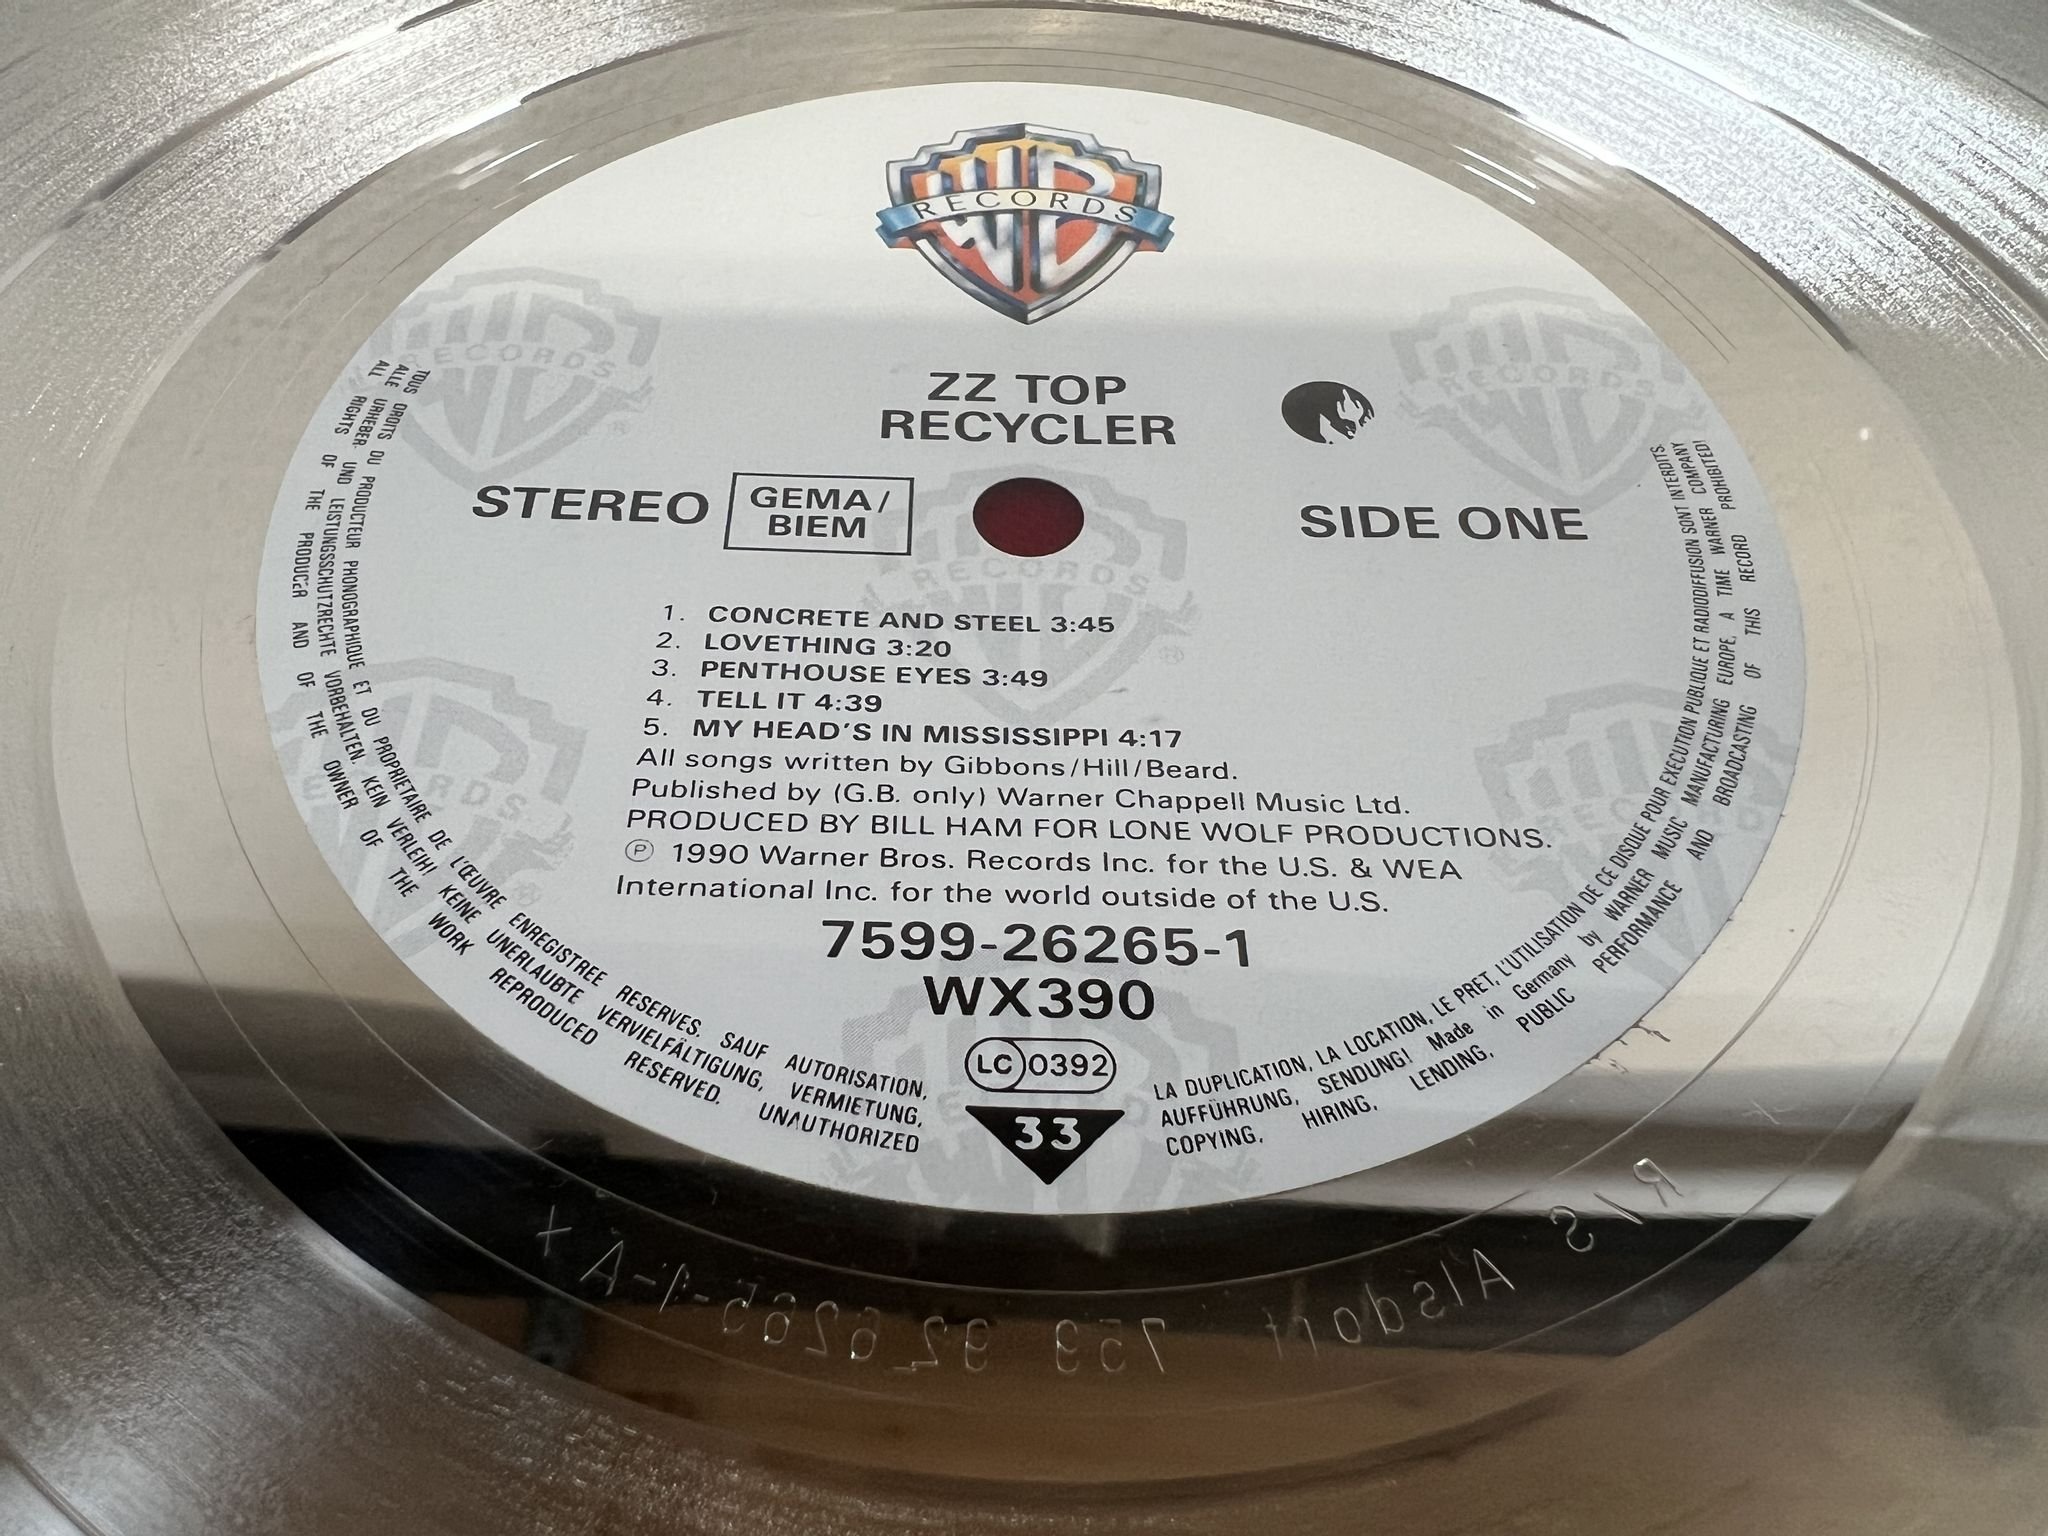 RECORDS
ZZ TOP
RECYCLER
STEREO
GEMA/
BIEM
SIDE ONE
1. CONCRETE AND STEEL 3:45
2. LOVETHING 3:20
3. PENTHOUSE EYES 3:49
4. TELL IT 4:39
5. MY HEAD'S IN MISSISSIPPI 4:17
All songs written by Gibbons/Hill/Beard.
Published by (G.B. only) Warner Chappell Music Ltd.
PRODUCED BY BILL HAM FOR LONE WOLF PRODUCTIONS.
Ⓟ 1990 Warner Bros. Records Inc. for the U.S. & WEA
International Inc. for the world outside of the U.S.
7599-26265-1
WX390
LC 0392
33
TOUS DROITS DU PRODUCTEUR PHONOGRAPHIQUE ET DU PROPRIETAIRE DE L'ŒUVRE ENREGISTREE RESERVES. SAUF AUTORISATION, LA DUPLICATION, LA LOCATION, LE PRET, L'UTILISATION DE CE DISQUE POUR EXECUTION PUBLIQUE ET RADIODIFFUSION SONT INTERDITS.
ALLE URHEBER- UND LEISTUNGSSCHUTZRECHTE VORBEHALTEN. KEIN VERLEIH! KEINE UNERLAUBTE VERVIELFÄLTIGUNG, VERMIETUNG, AUFFÜHRUNG, SENDUNG! Made in Germany by WARNER MUSIC MANUFACTURING EUROPE, A TIME WARNER COMPANY
ALL RIGHTS OF THE PRODUCER AND OF THE OWNER OF THE WORK REPRODUCED RESERVED. UNAUTHORIZED COPYING, HIRING, LENDING, PUBLIC PERFORMANCE AND BROADCASTING OF THIS RECORD PROHIBITED!
R/S Alsdorf 759 926265-1-A X